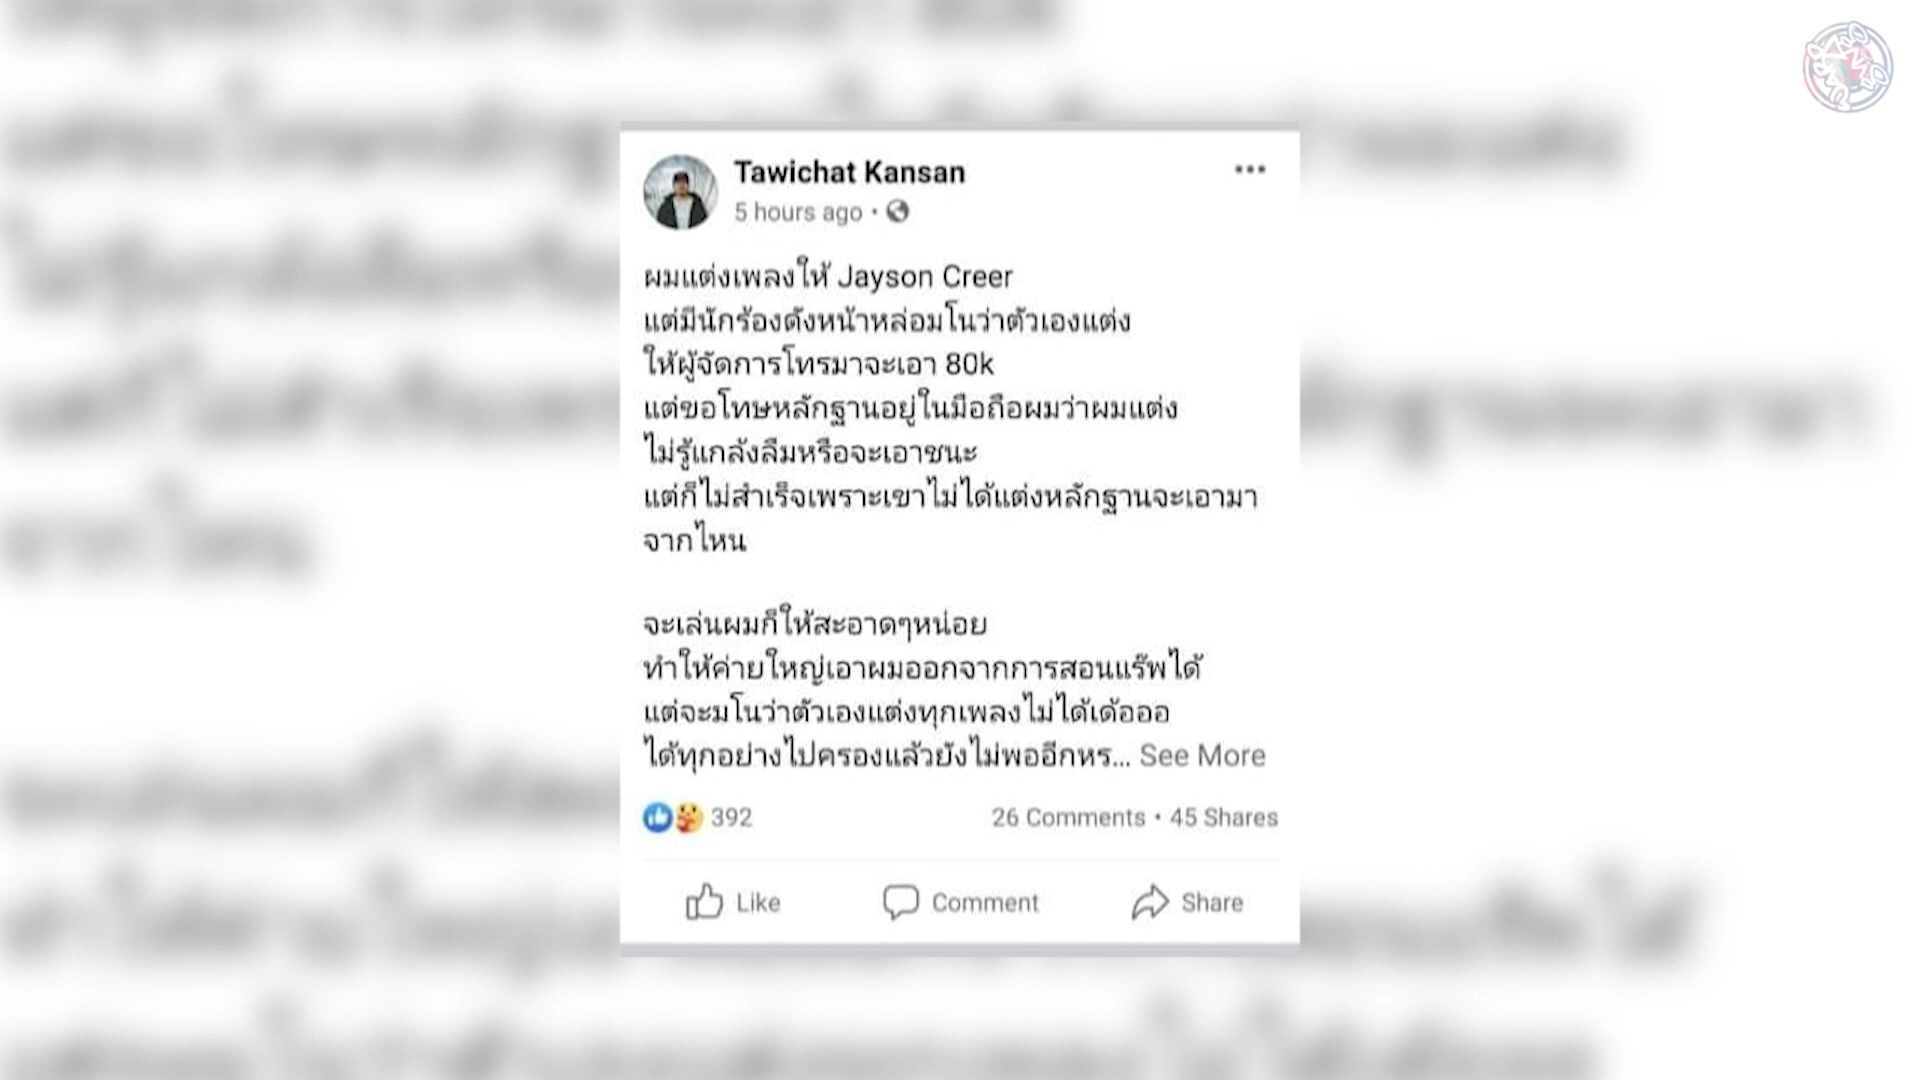 Tawichat Kansan
5 hours ago ·
ผมแต่งเพลงให้ Jayson Creer
แต่มีนักร้องดังหน้าหล่อมโนว่าตัวเองแต่ง
ให้ผู้จัดการโทรมาจะเอา 80k
แต่ขอโทษหลักฐานอยู่ในมือถือผมว่าผมแต่ง
ไม่รู้แกล้งลืมหรือจะเอาชนะ
แต่ก็ไม่สำเร็จเพราะเขาไม่ได้แต่งหลักฐานจะเอามา
จากไหน
จะเล่นผมก็ให้สะอาดๆหน่อย
ทำให้ค่ายใหญ่เอาผมออกจากการสอนแร๊พได้
แต่จะมโนว่าตัวเองแต่งทุกเพลงไม่ได้เด้อออ
ได้ทุกอย่างไปครองแล้วยังไม่พออีกหร... See More
392
26 Comments · 45 Shares
Like
Comment
Share